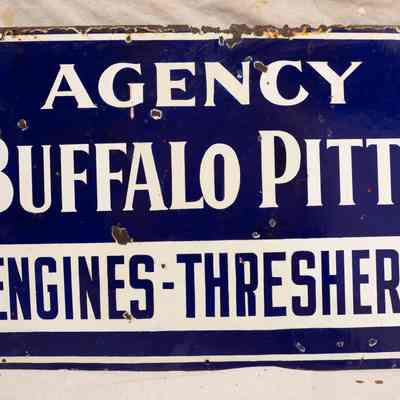 AGENCY
BUFFALO PITT
ENGINES-THRESHER